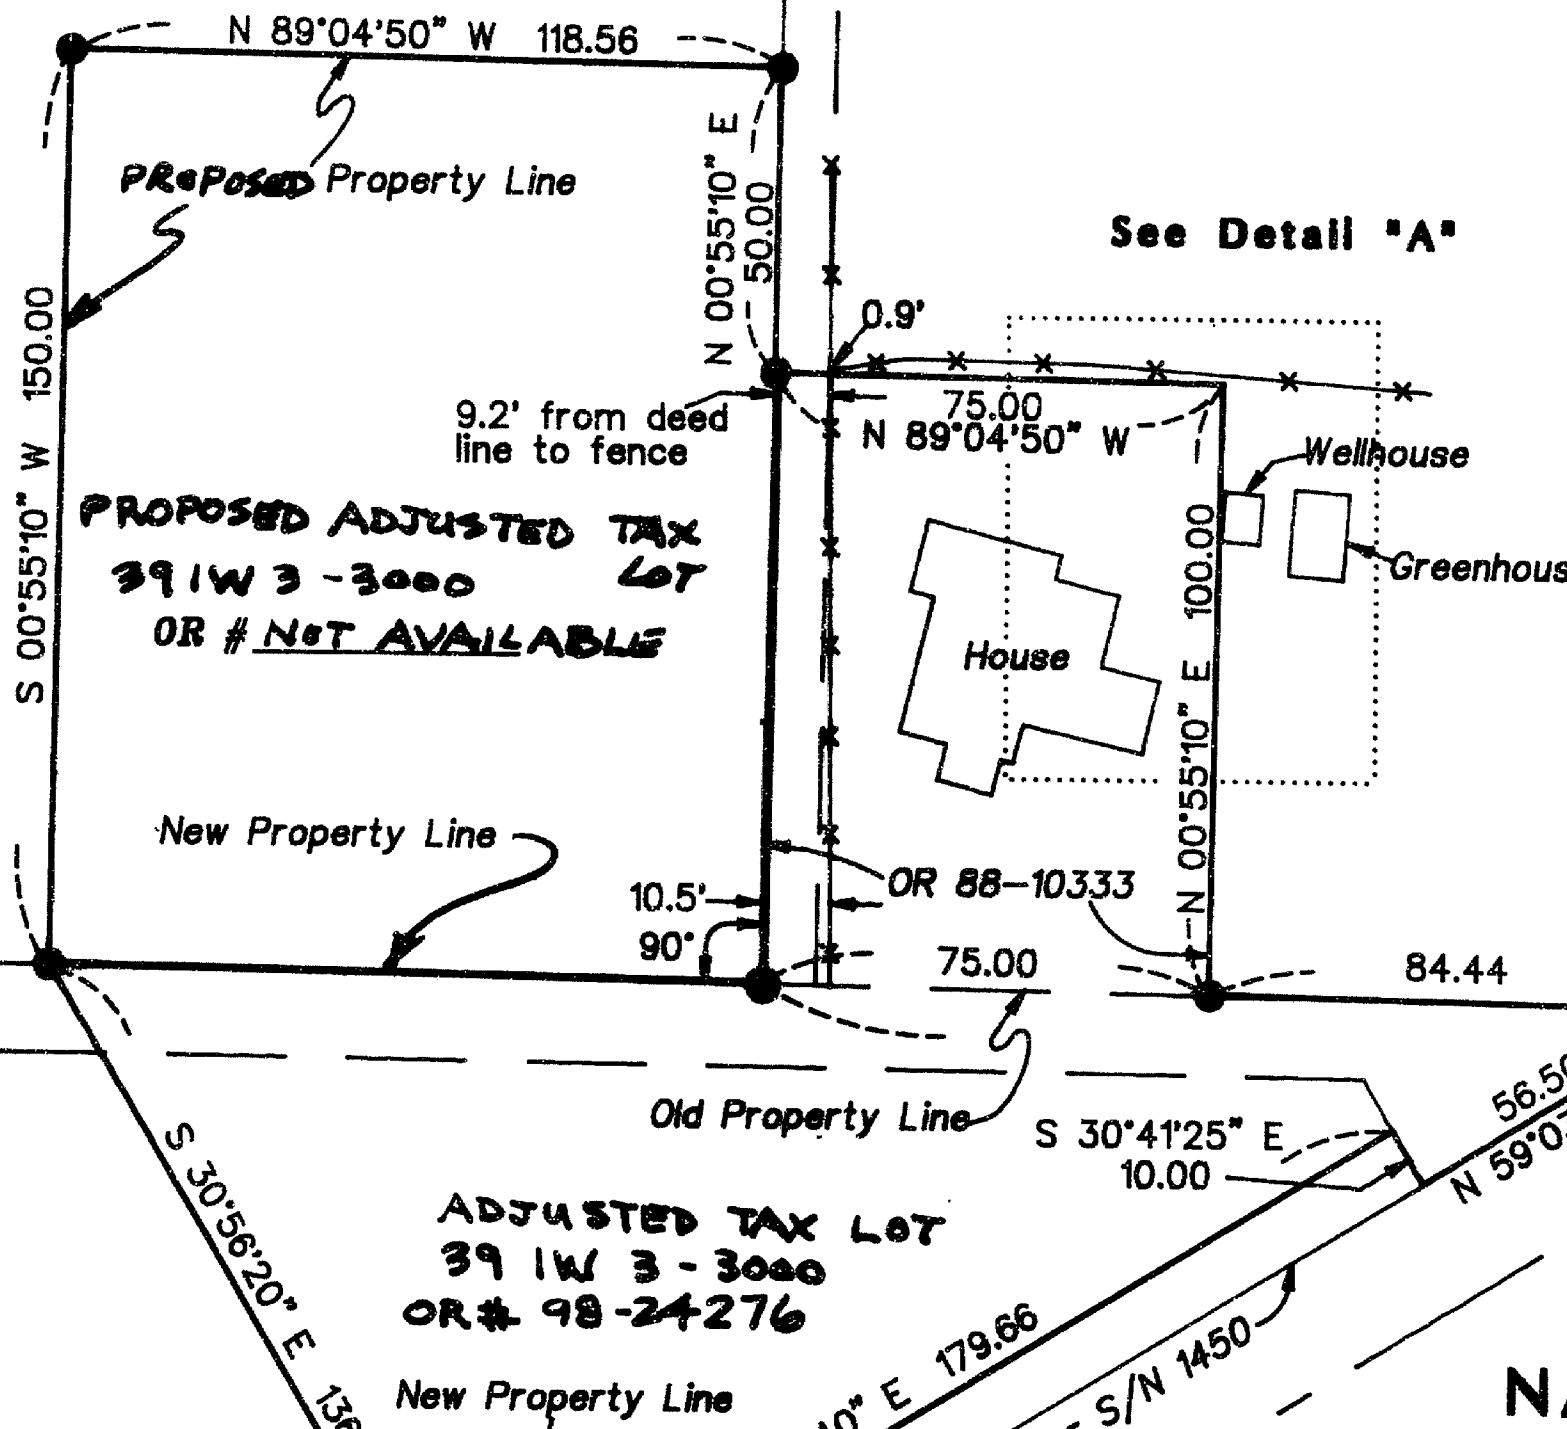 N 89°04'50" W 118.56
PROPOSED Property Line
N 00°55'10" E
50.00
See Detail "A"
0.9'
S 00°55'10" W 150.00
9.2' from deed
line to fence
75.00
N 89°04'50" W
Wellhouse
Greenhous
PROPOSED ADJUSTED TAX
LOT
39 1W 3 - 3000
OR # NOT AVAILABLE
House
N 00°55'10" E 100.00
New Property Line
OR 88-10333
10.5'
90°
75.00
84.44
Old Property Line
S 30°41'25" E
10.00
56.50
N 59°0
S 30°56'20" E 136
ADJUSTED TAX LOT
39 1W 3 - 3000
OR# 98-24276
New Property Line
0" E 179.66
S/N 1450
N